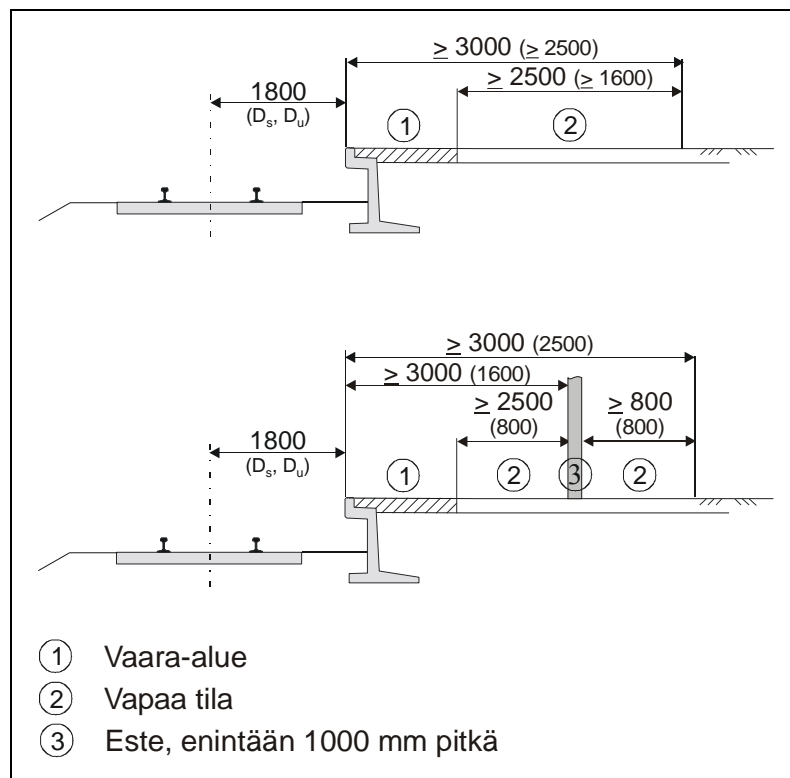 ≥ 3000 (≥ 2500)
≥ 2500 (≥ 1600)
1800
(Ds, Du)
1
2
≥ 3000 (2500)
≥ 3000 (1600)
≥ 2500
(800)
≥ 800
(800)
1800
(Ds, Du)
1
2
3
2
1 Vaara-alue
2 Vapaa tila
3 Este, enintään 1000 mm pitkä